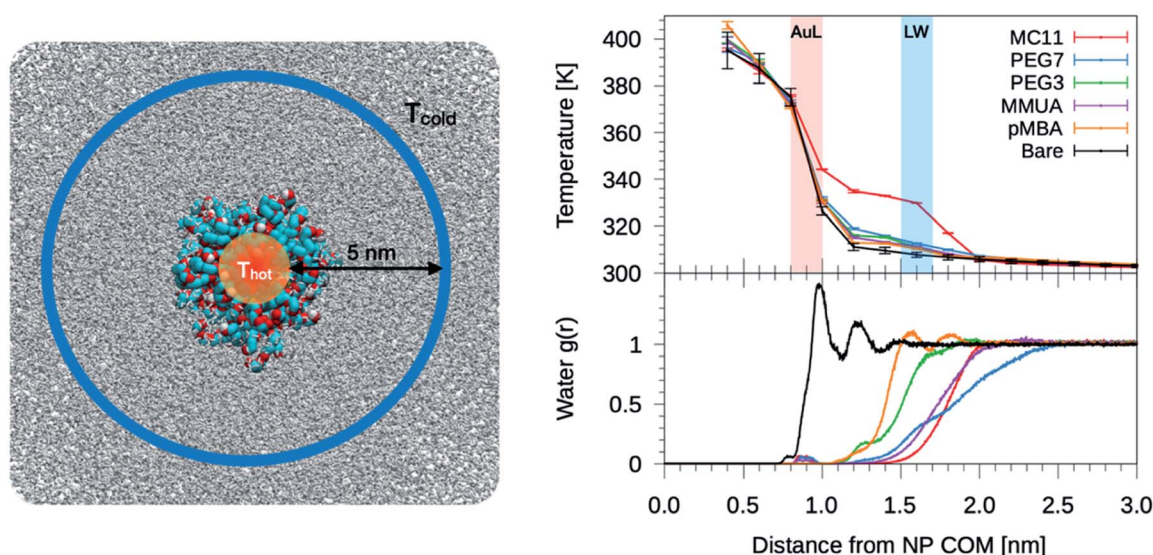 T_cold
T_hot
5 nm
AuL
LW
MC11
PEG7
PEG3
MMUA
pMBA
Bare
Temperature [K]
400
380
360
340
320
300
Water g(r)
1
0.5
0
0.0
0.5
1.0
1.5
2.0
2.5
3.0
Distance from NP COM [nm]